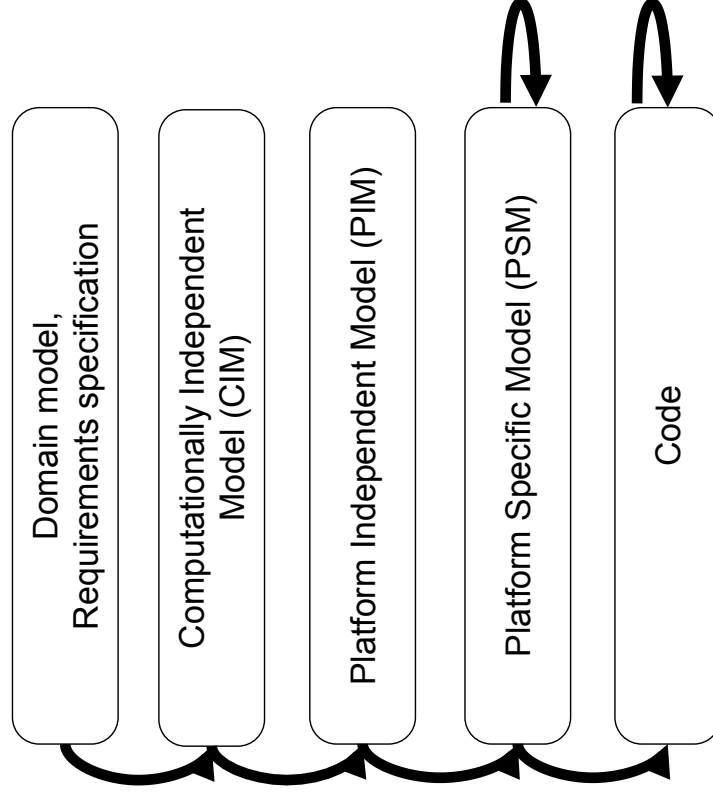 Domain model,
Requirements specification
Computationally Independent
Model (CIM)
Platform Independent Model (PIM)
Platform Specific Model (PSM)
Code